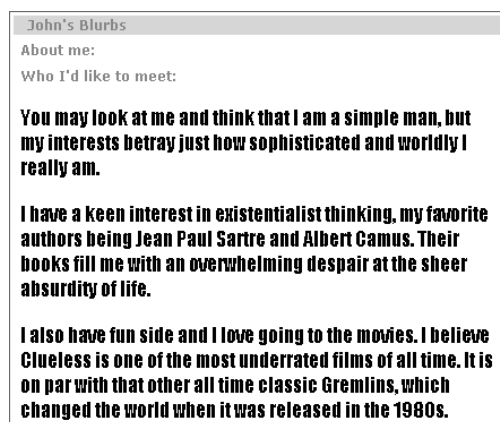 John's Blurbs
About me:
Who I'd like to meet:
You may look at me and think that I am a simple man, but
my interests betray just how sophisticated and worldly I
really am.
I have a keen interest in existentialist thinking, my favorite
authors being Jean Paul Sartre and Albert Camus. Their
books fill me with an overwhelming despair at the sheer
absurdity of life.
I also have fun side and I love going to the movies. I believe
Clueless is one of the most underrated films of all time. It is
on par with that other all time classic Gremlins, which
changed the world when it was released in the 1980s.